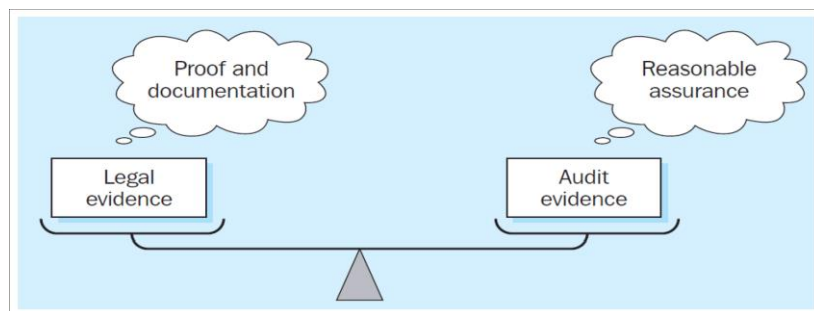 Proof and
documentation
Reasonable
assurance
Legal
evidence
Audit
evidence